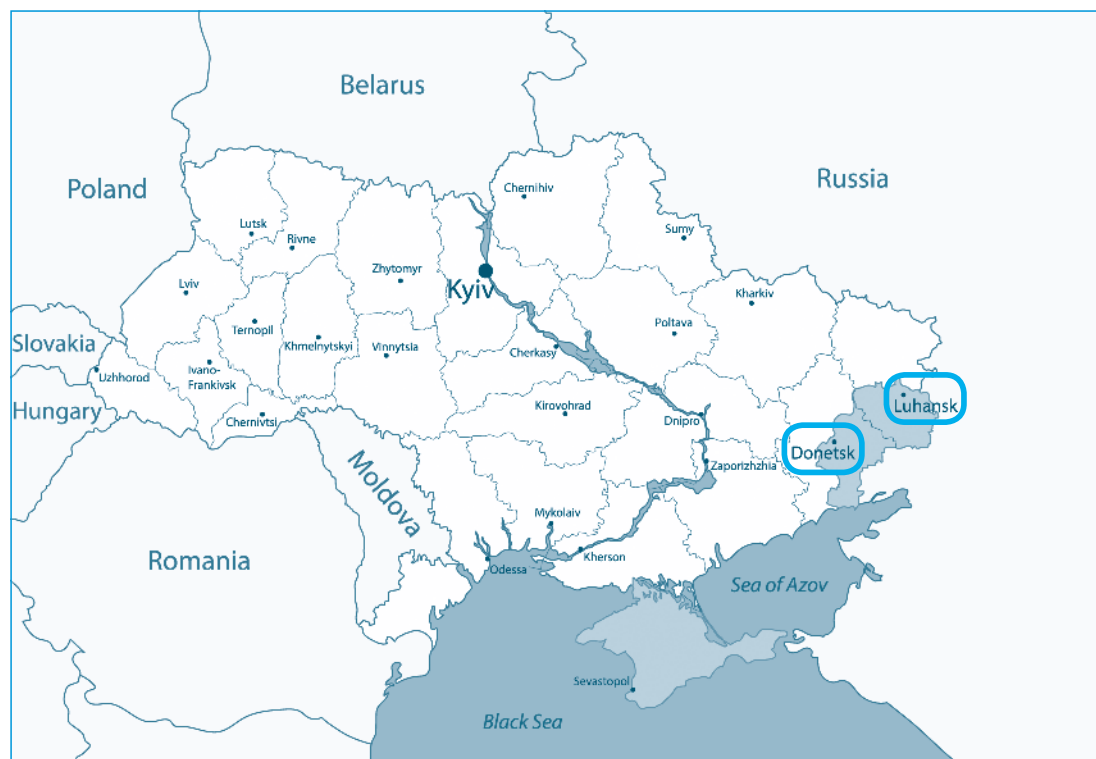 Belarus
Poland
Russia
Chernihiv
Lutsk
Rivne
Sumy
Zhytomyr
Kyiv
Lviv
Kharkiv
Ternopil
Khmelnytskyi
Vinnytsia
Poltava
Slovakia
Cherkasy
Uzhhorod
Ivano-
Frankivsk
Hungary
Chernivtsi
Kirovohrad
Dnipro
Luhansk
Donetsk
Zaporizhzhia
Moldova
Mykolaiv
Romania
Kherson
Odessa
Sea of Azov
Sevastopol
Black Sea